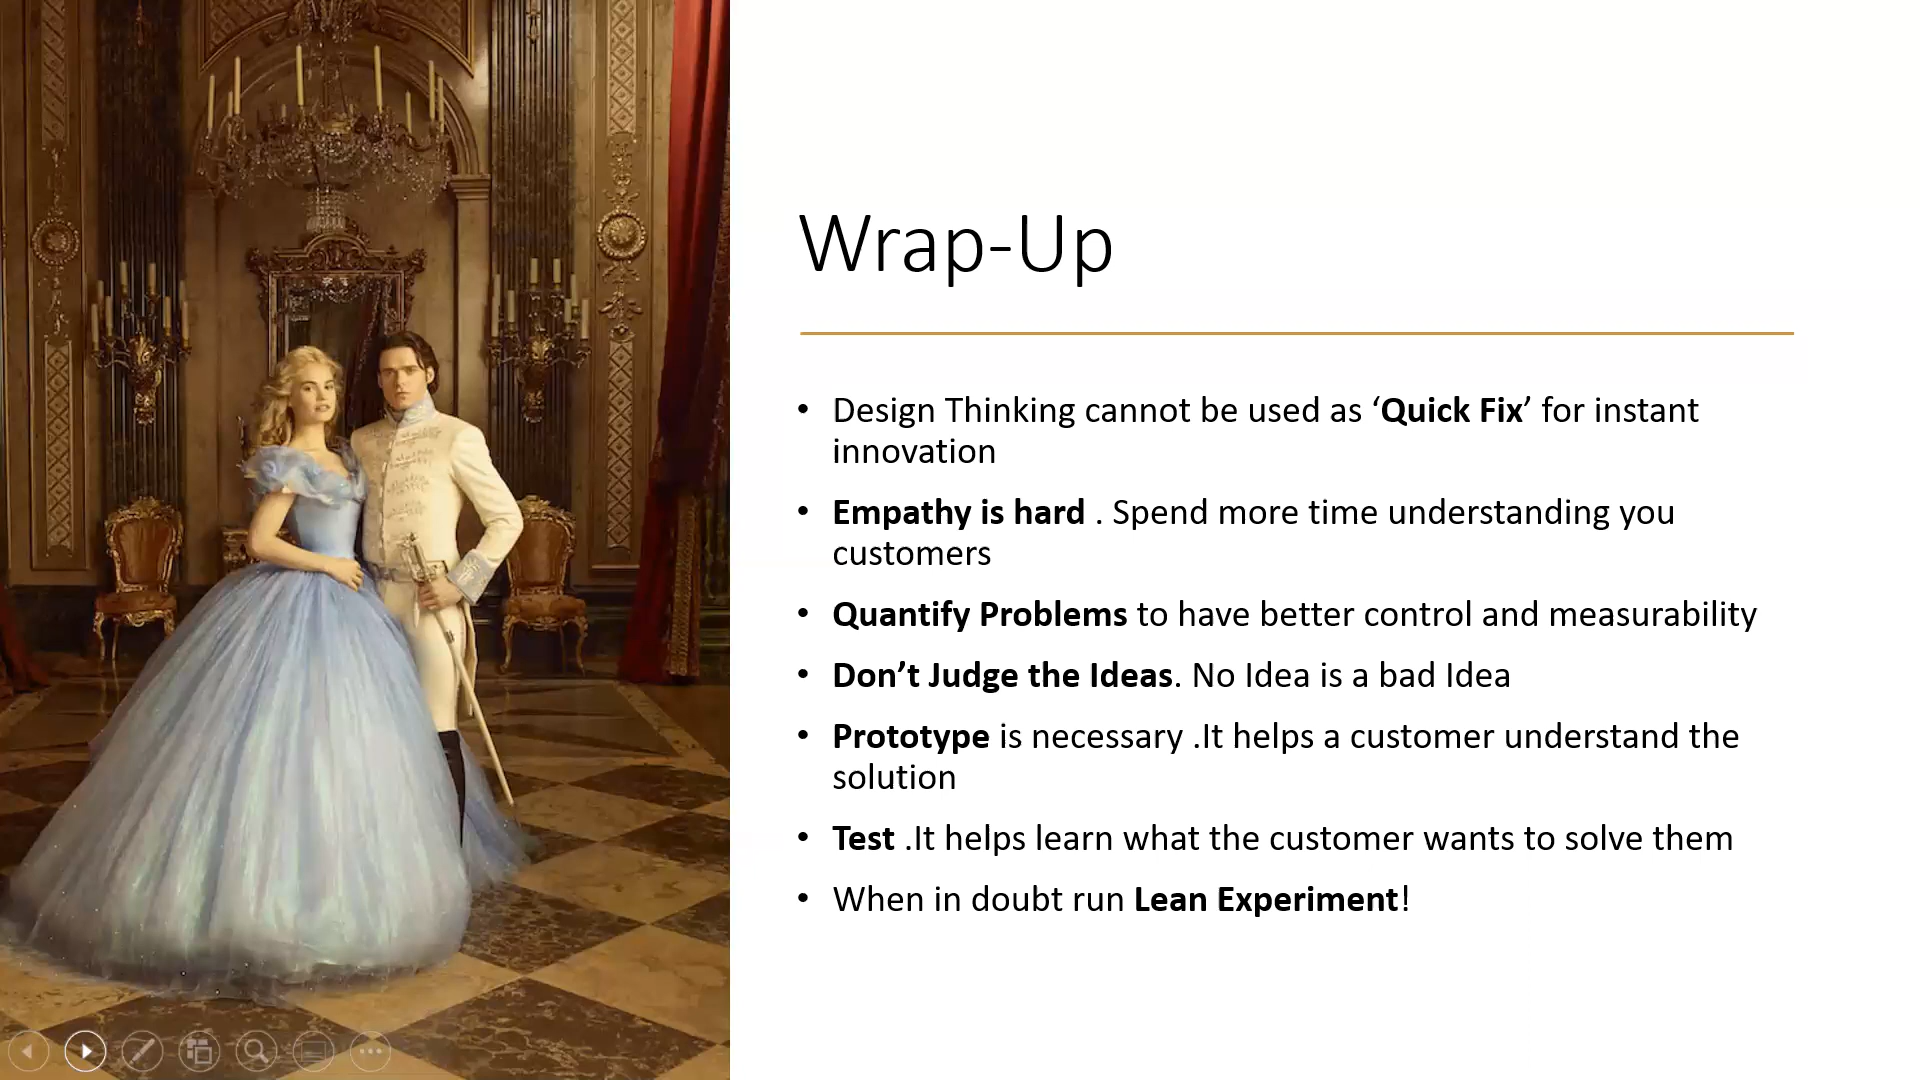 Wrap-Up
• Design Thinking cannot be used as ‘Quick Fix’ for instant
innovation
• Empathy is hard . Spend more time understanding you
customers
• Quantify Problems to have better control and measurability
• Don’t Judge the Ideas. No Idea is a bad Idea
• Prototype is necessary .It helps a customer understand the
solution
• Test .It helps learn what the customer wants to solve them
• When in doubt run Lean Experiment!